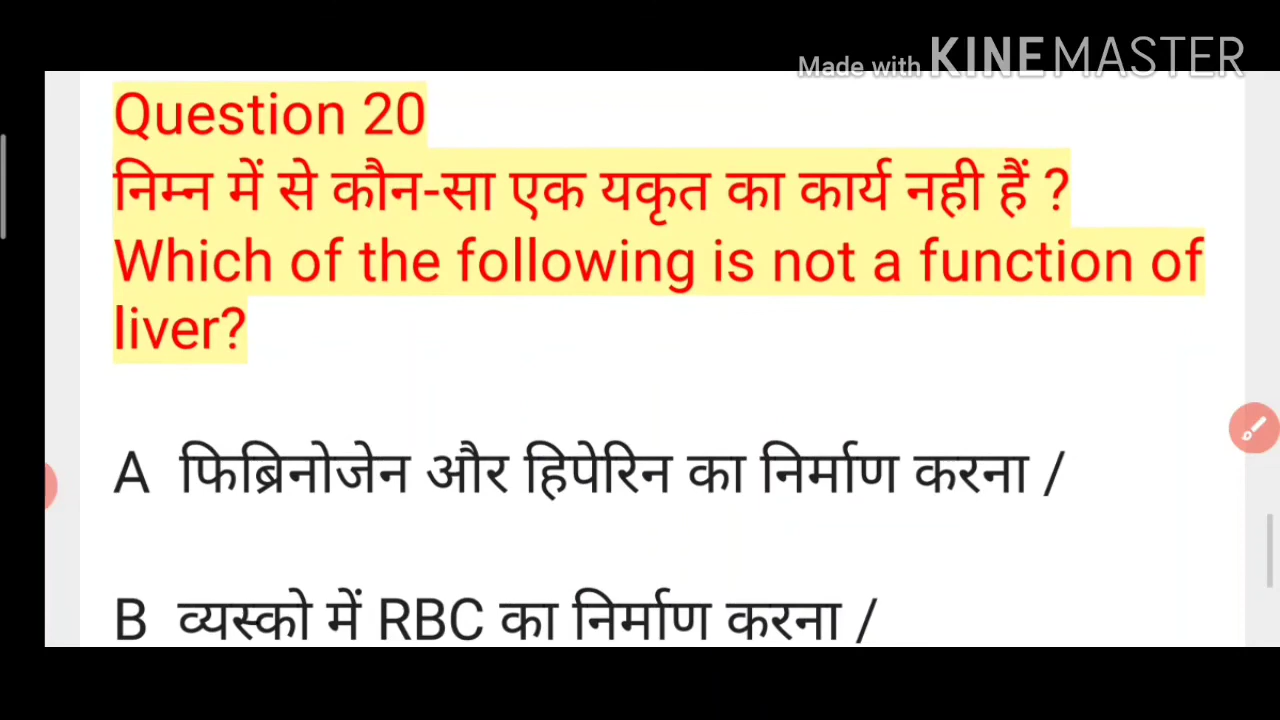 Made with KINEMASTER
Question 20
निम्न में से कौन-सा एक यकृत का कार्य नही हैं ?
Which of the following is not a function of
liver?
A फिब्रिनोजेन और हिपेरिन का निर्माण करना /
B व्यस्को में RBC का निर्माण करना /